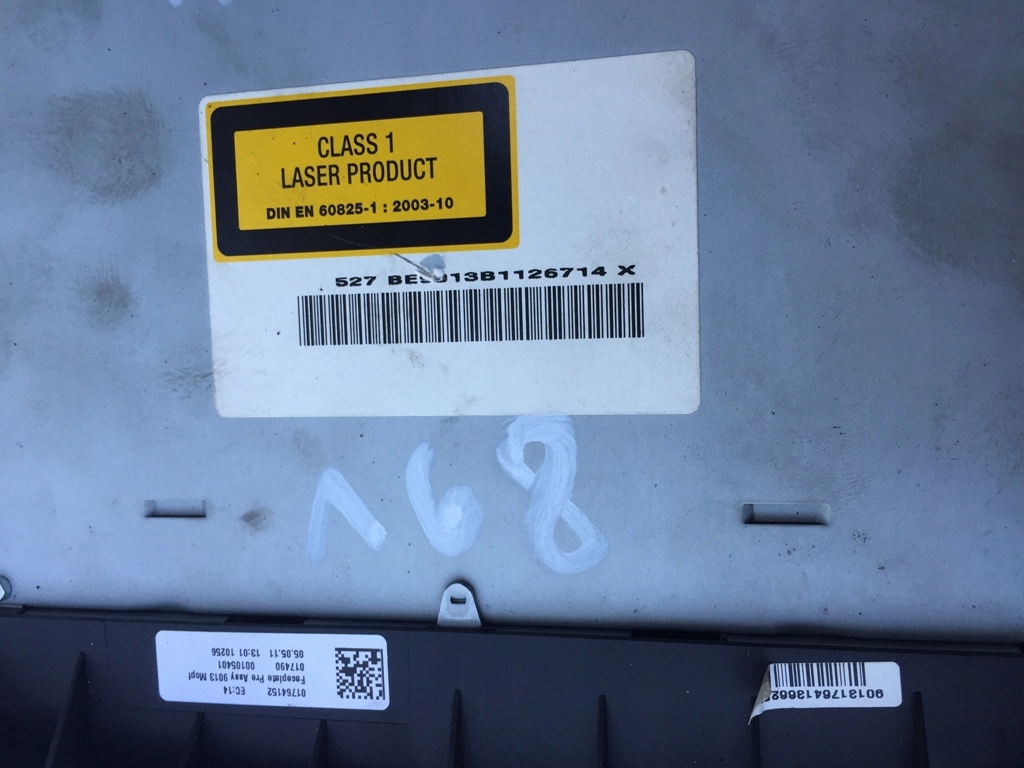 CLASS 1
LASER PRODUCT
DIN EN 60825-1 : 2003-10
527 BE9013B1126714 X
168
01764152 EC:14
Faceplate Pre Assy 9013 Mopf
017490 00105401
05.05.11 13:01 10256